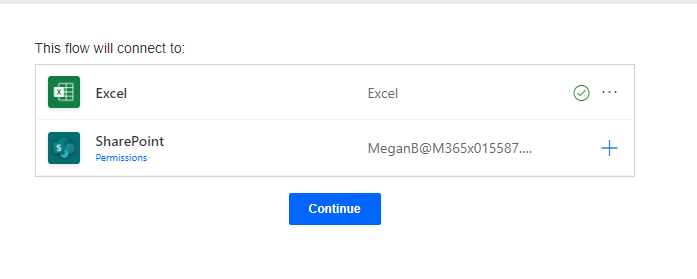 This flow will connect to:
Excel Excel
SharePoint
Permissions
MeganB@M365x015587....
Continue